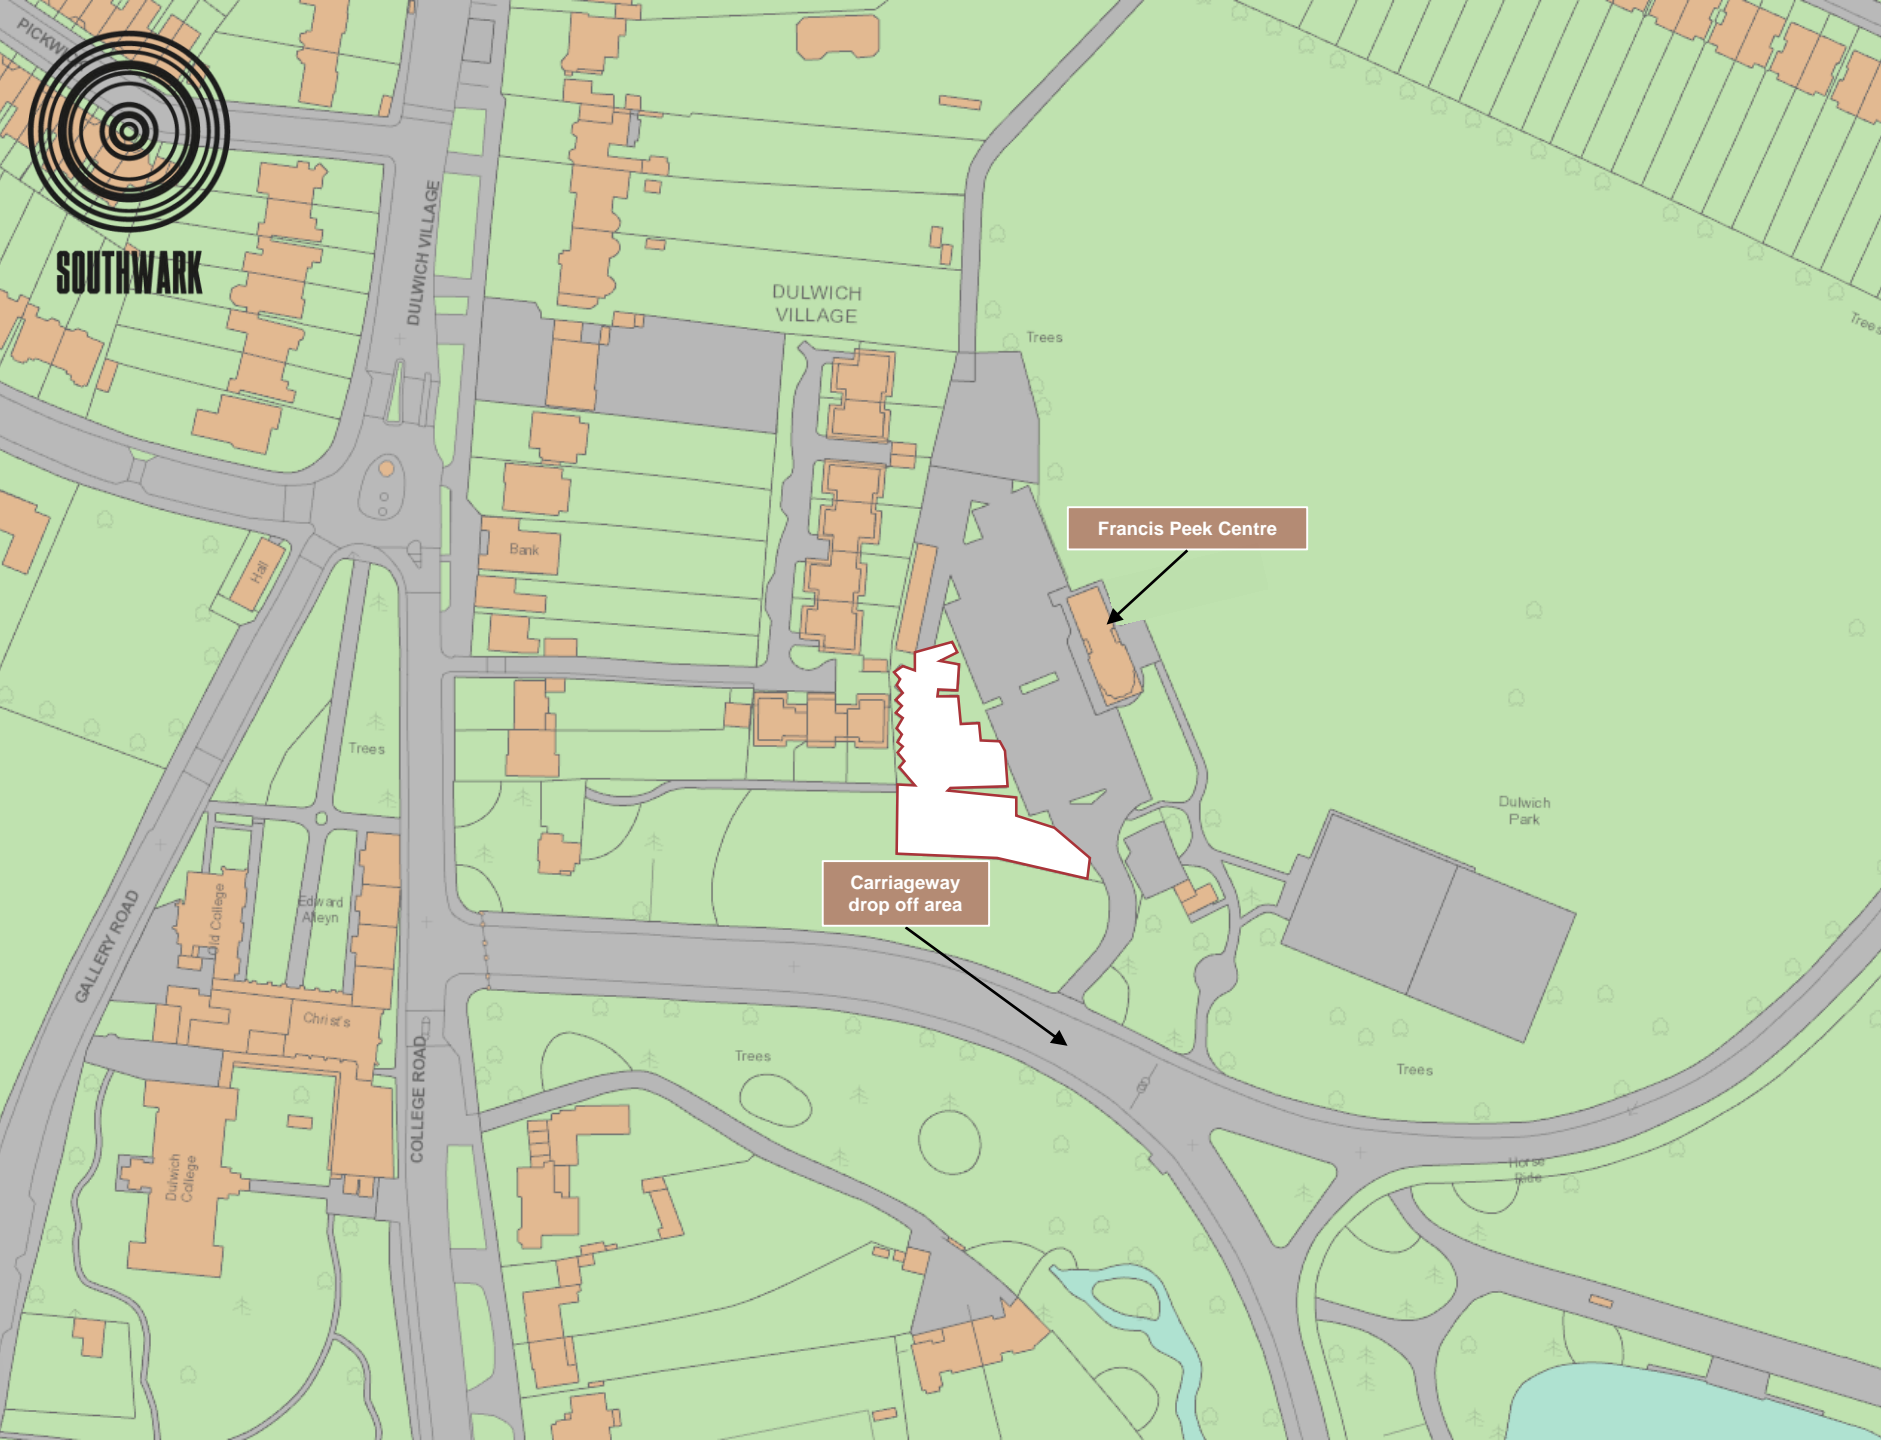 PICKW
SOUTHWARK
DULWICH VILLAGE
DULWICH
VILLAGE
Trees
Trees
Francis Peek Centre
Bank
Hall
Trees
Dulwich
Park
Carriageway
drop off area
Old College
Edward
Alleyn
GALLERY ROAD
Christ's
COLLEGE ROAD
Trees
Trees
Dulwich
College
Horse
Ride